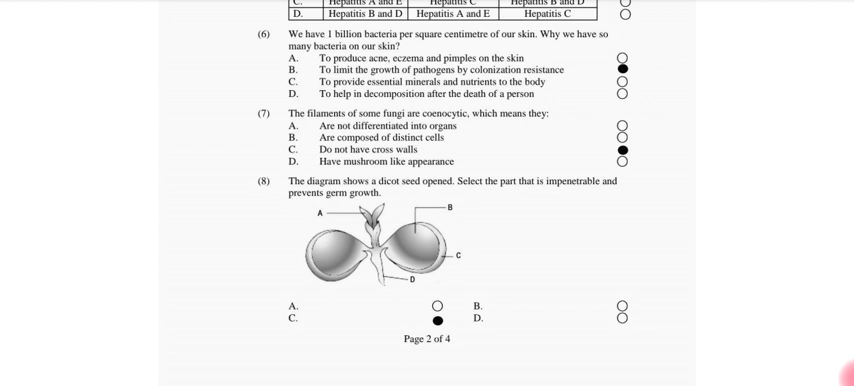 C. Hepatitis A and E Hepatitis C Hepatitis B and D
D. Hepatitis B and D Hepatitis A and E Hepatitis C
(6) We have 1 billion bacteria per square centimetre of our skin. Why we have so
many bacteria on our skin?
A. To produce acne, eczema and pimples on the skin
B. To limit the growth of pathogens by colonization resistance
C. To provide essential minerals and nutrients to the body
D. To help in decomposition after the death of a person
(7) The filaments of some fungi are coenocytic, which means they:
A. Are not differentiated into organs
B. Are composed of distinct cells
C. Do not have cross walls
D. Have mushroom like appearance
(8) The diagram shows a dicot seed opened. Select the part that is impenetrable and
prevents germ growth.
A
B
C
D
A. B.
C. D.
Page 2 of 4